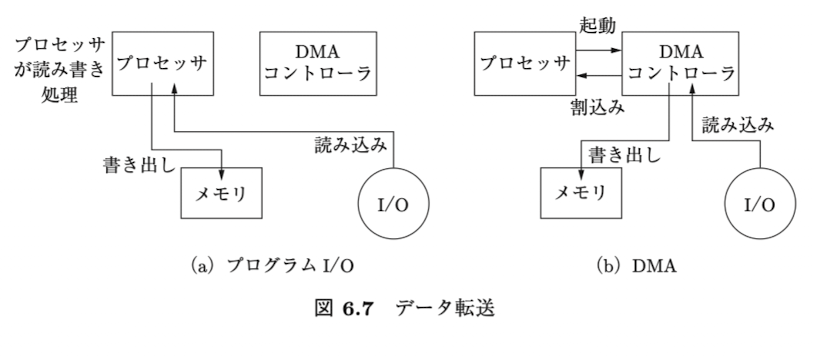 プロセッサ
が読み書き
処理
プロセッサ
DMA
コントローラ
書き出し
読み込み
メモリ
I/O
(a) プログラム I/O
プロセッサ
起動
割込み
DMA
コントローラ
書き出し
読み込み
メモリ
I/O
(b) DMA
図 6.7 データ転送